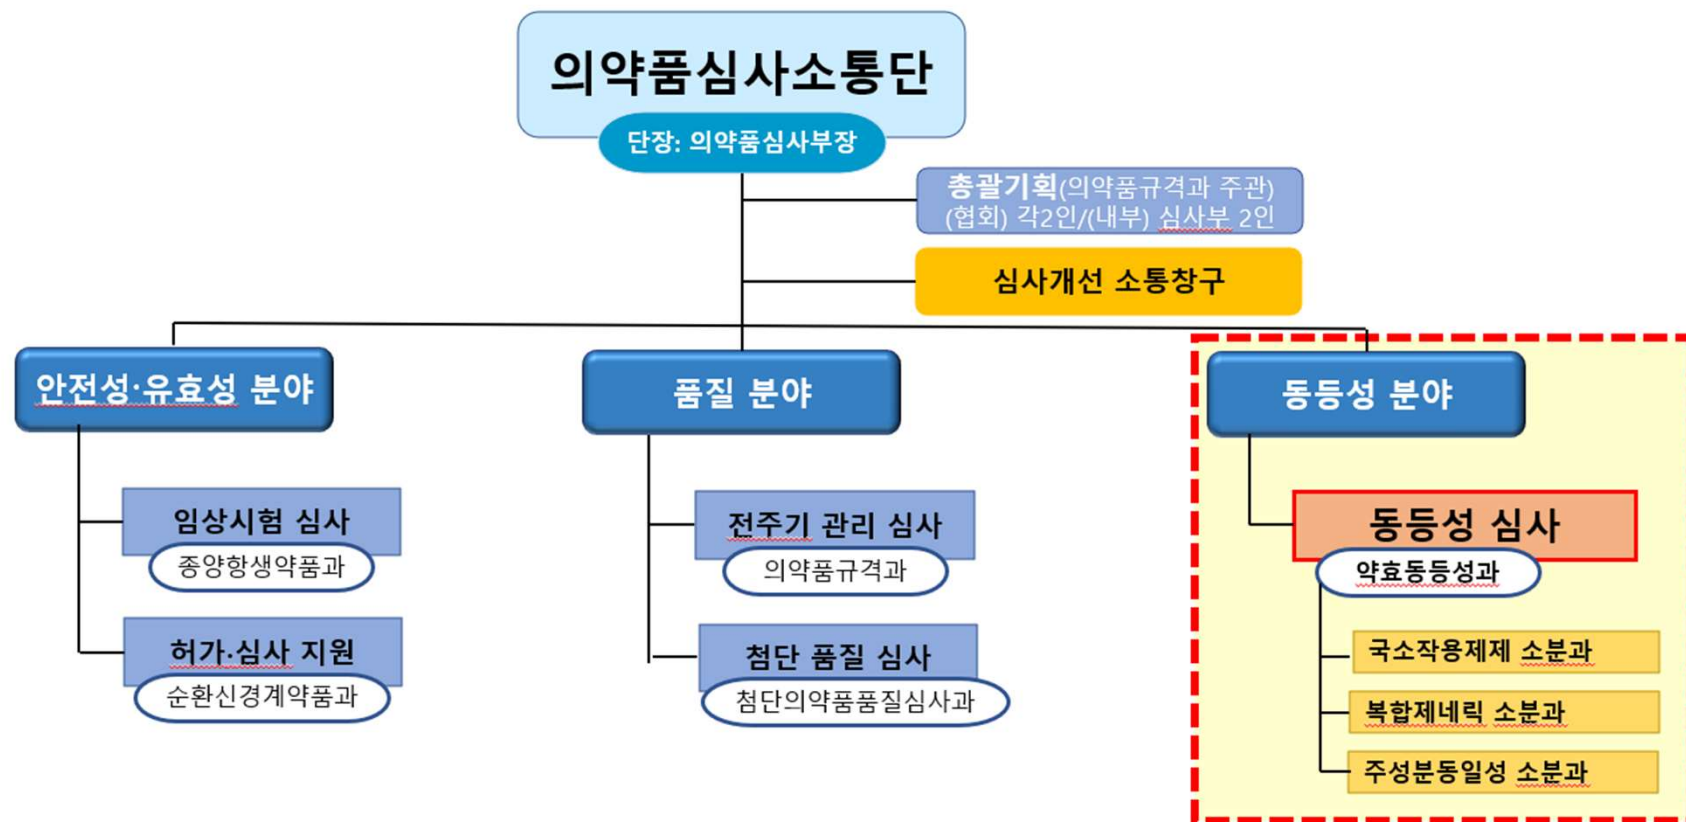 의약품심사소통단
단장: 의약품심사부장
총괄기획(의약품규격과 주관)
(협회) 각2인/(내부) 심사부 2인
심사개선 소통창구
안전성·유효성 분야
임상시험 심사
종양항생약품과
허가·심사 지원
순환신경계약품과
품질 분야
전주기 관리 심사
의약품규격과
첨단 품질 심사
첨단의약품품질심사과
동등성 분야
동등성 심사
약효동등성과
국소작용제제 소분과
복합제네릭 소분과
주성분동일성 소분과